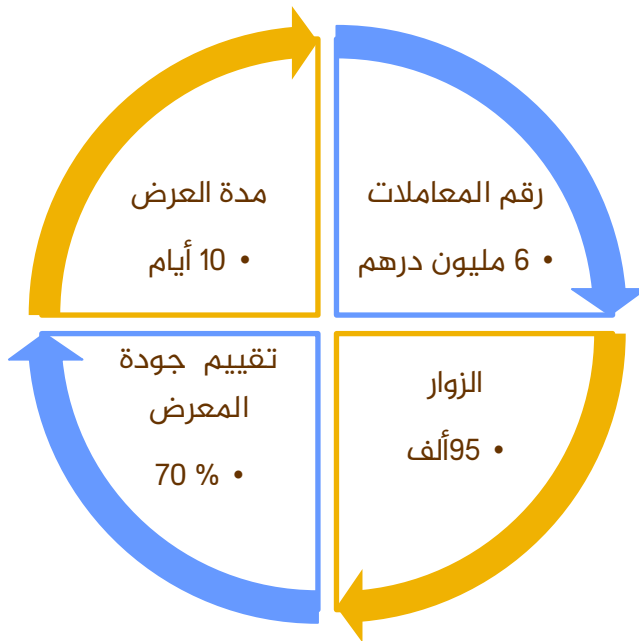 رقم المعاملات
• 6 مليون درهم
مدة العرض
• 10 أيام
الزوار
• 95ألف
تقييم جودة
المعرض
• % 70